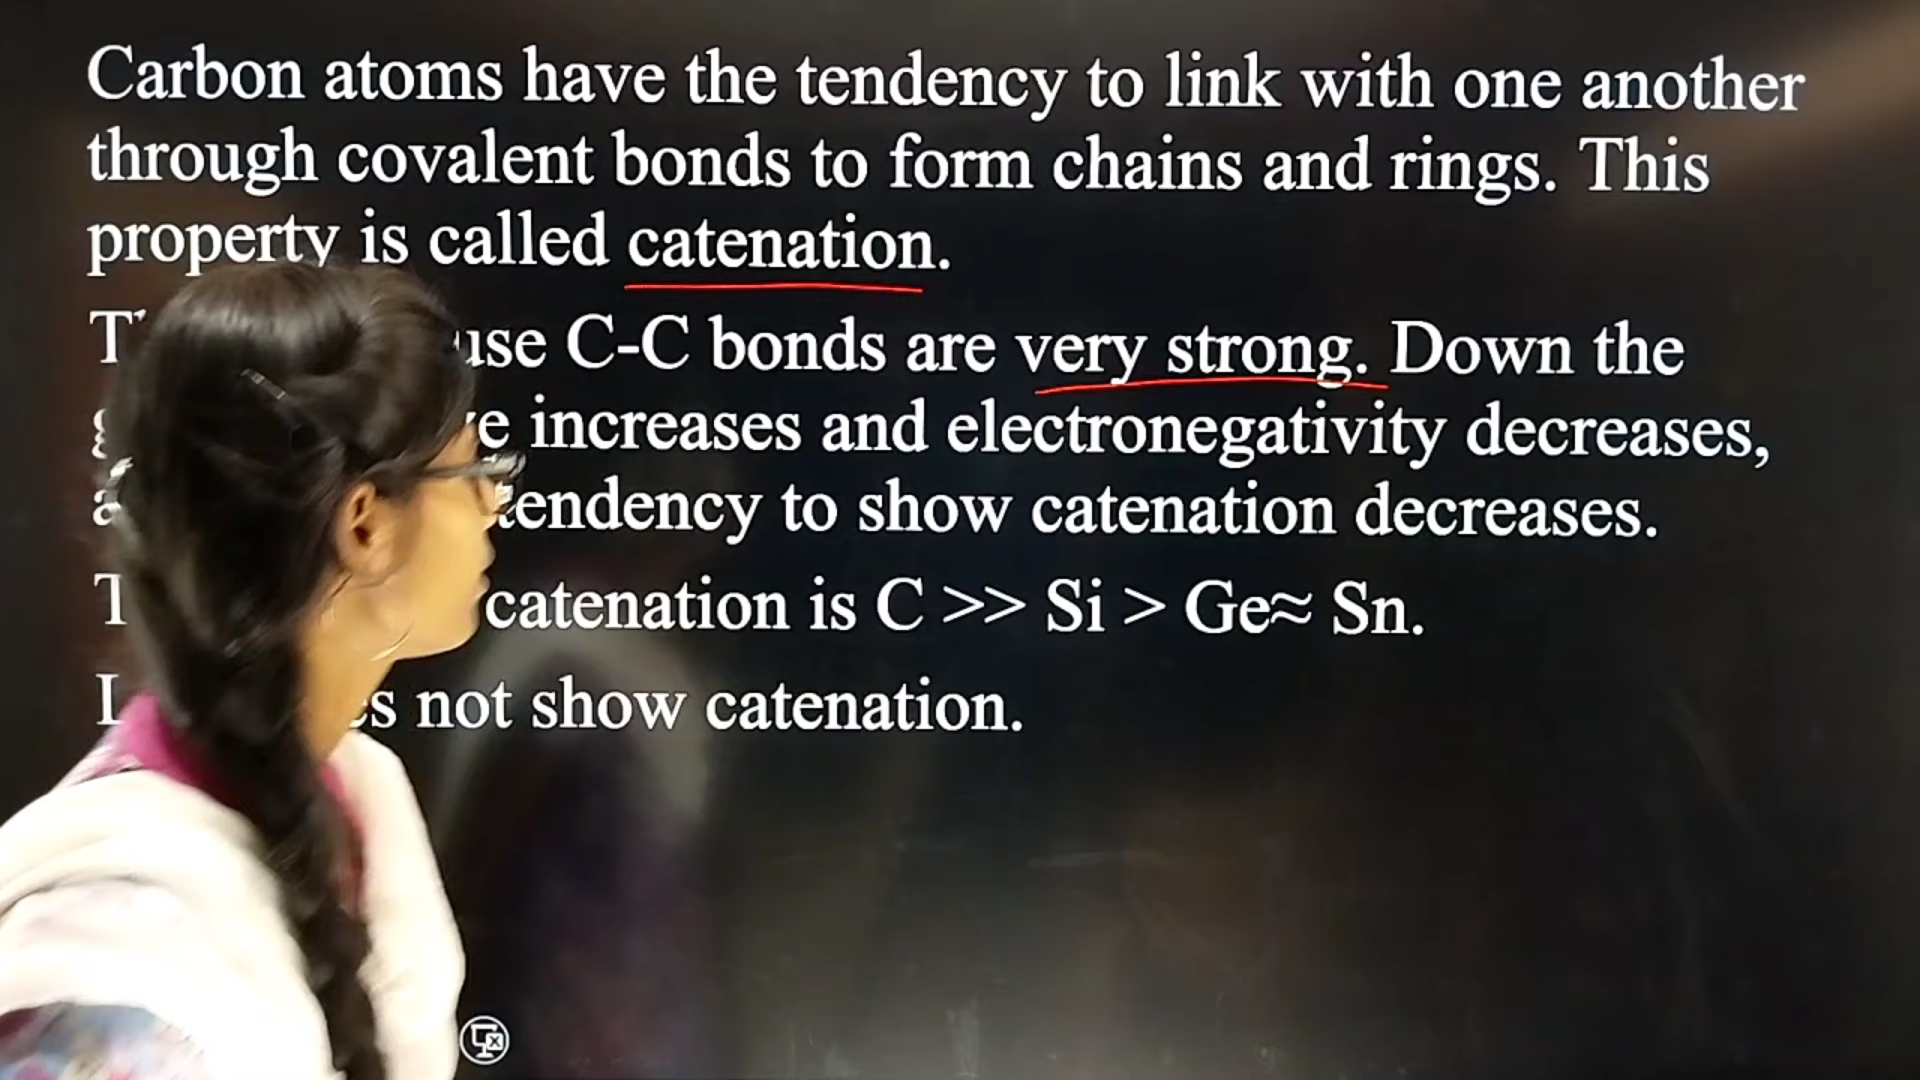 Carbon atoms have the tendency to link with one another
through covalent bonds to form chains and rings. This
property is called catenation.
C-C bonds are very strong. Down the
increases and electronegativity decreases,
tendency to show catenation decreases.
catenation is C >> Si > Ge≈ Sn.
not show catenation.